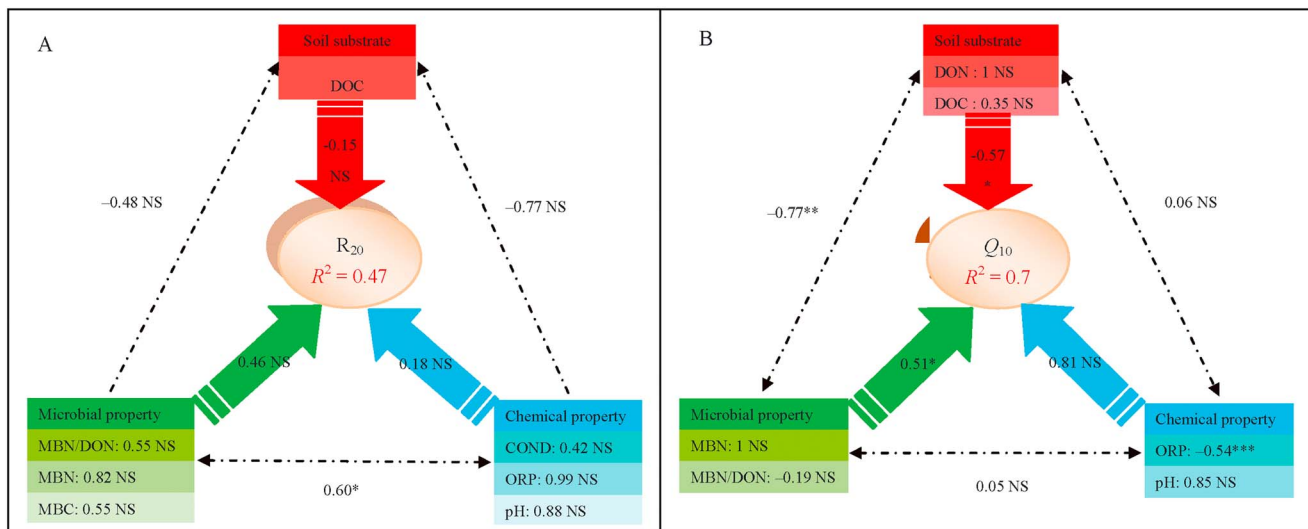 A
Soil substrate
DOC
-0.15
NS
–0.48 NS
–0.77 NS
R20
R² = 0.47
0.46 NS
0.18 NS
Microbial property
MBN/DON: 0.55 NS
MBN: 0.82 NS
MBC: 0.55 NS
0.60*
Chemical property
COND: 0.42 NS
ORP: 0.99 NS
pH: 0.88 NS
B
Soil substrate
DON : 1 NS
DOC : 0.35 NS
-0.57
*
–0.77**
0.06 NS
Q10
R² = 0.7
0.51*
0.81 NS
Microbial property
MBN: 1 NS
MBN/DON: –0.19 NS
0.05 NS
Chemical property
ORP: –0.54***
pH: 0.85 NS